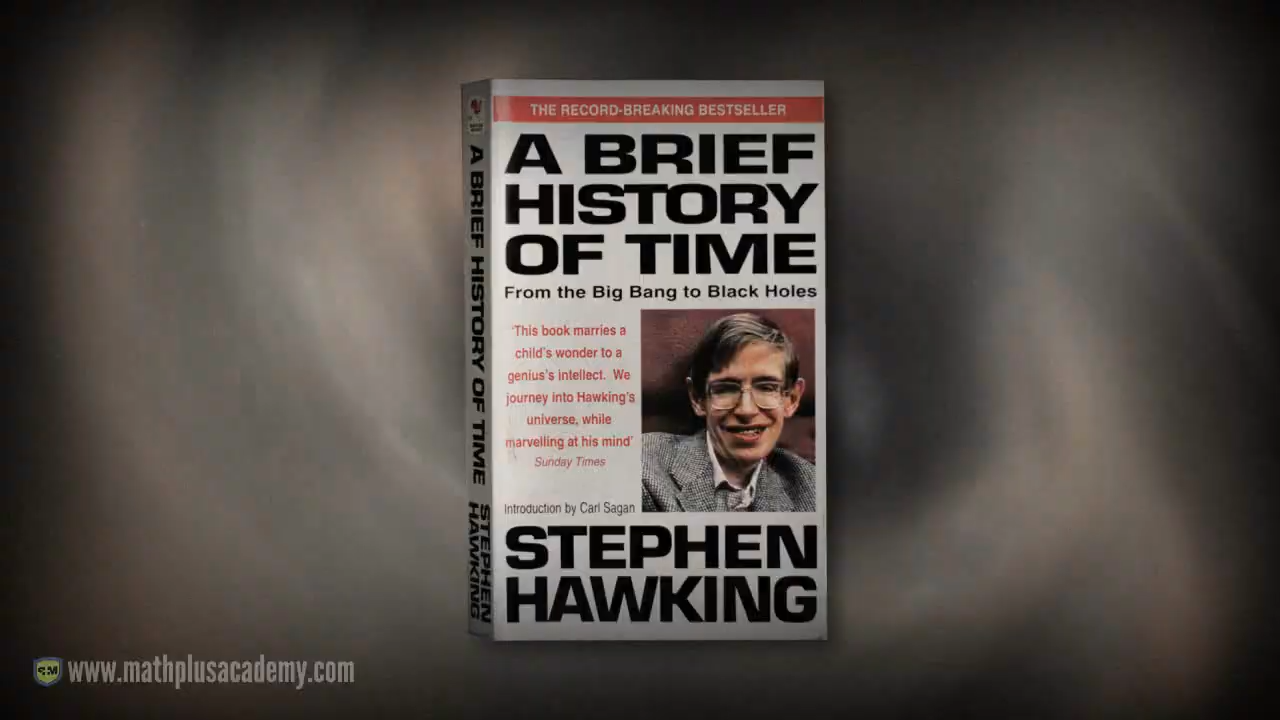 THE RECORD-BREAKING BESTSELLER
A BRIEF
HISTORY
OF TIME
From the Big Bang to Black Holes
'This book marries a
child's wonder to a
genius's intellect. We
journey into Hawking's
universe, while
marvelling at his mind'
Sunday Times
Introduction by Carl Sagan
STEPHEN
HAWKING
A BRIEF HISTORY OF TIME
STEPHEN
HAWKING
www.mathplusacademy.com